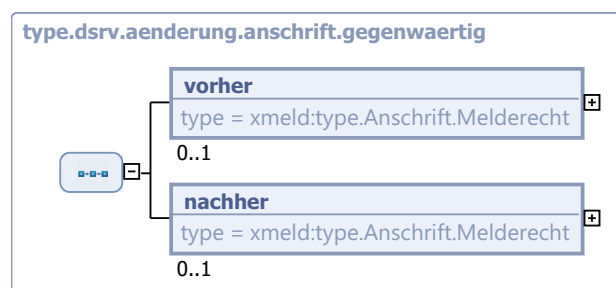 type.dsrv.aenderung.anschrift.gegenwaertig
vorher
type = xmeld:type.Anschrift.Melderecht
0..1
nachher
type = xmeld:type.Anschrift.Melderecht
0..1